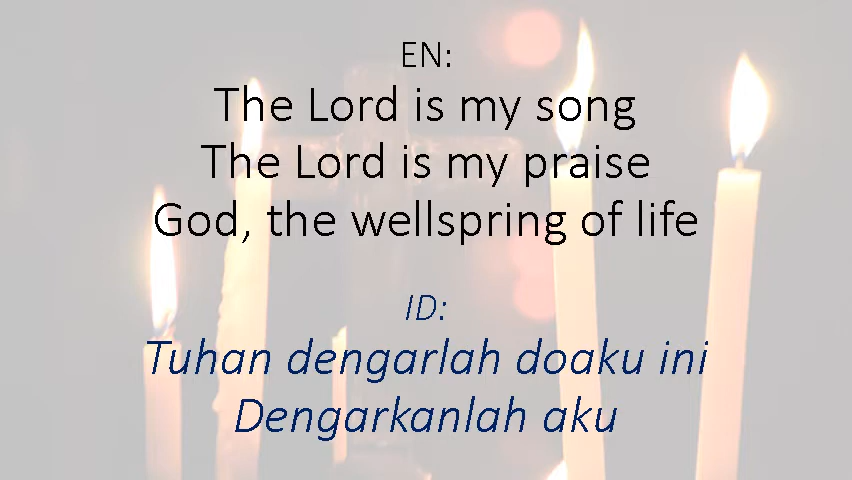 EN:
The Lord is my song
The Lord is my praise
God, the wellspring of life
ID:
Tuhan dengarlah doaku ini
Dengarkanlah aku